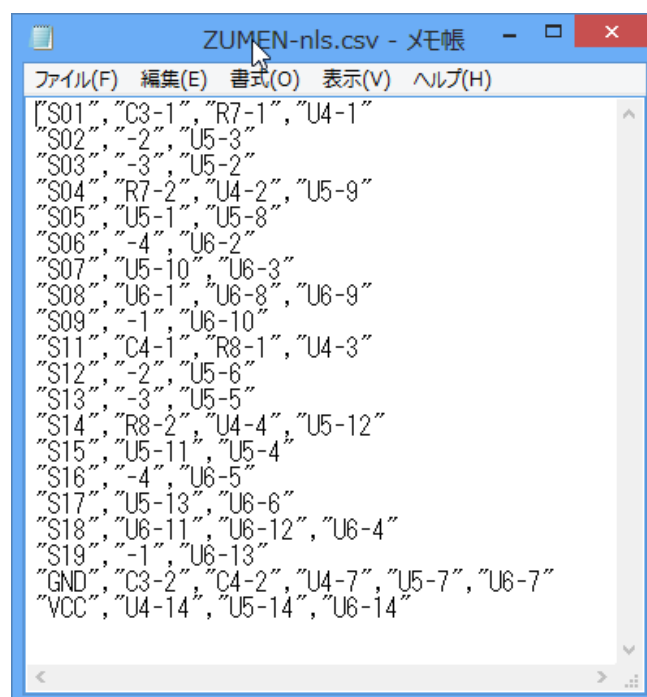 ZUMEN-nls.csv - メモ帳
ファイル(F) 編集(E) 書式(O) 表示(V) ヘルプ(H)
"S01","C3-1","R7-1","U4-1"
"S02","-2","U5-3"
"S03","-3","U5-2"
"S04","R7-2","U4-2","U5-9"
"S05","U5-1","U5-8"
"S06","-4","U6-2"
"S07","U5-10","U6-3"
"S08","U6-1","U6-8","U6-9"
"S09","-1","U6-10"
"S11","C4-1","R8-1","U4-3"
"S12","-2","U5-6"
"S13","-3","U5-5"
"S14","R8-2","U4-4","U5-12"
"S15","U5-11","U5-4"
"S16","-4","U6-5"
"S17","U5-13","U6-6"
"S18","U6-11","U6-12","U6-4"
"S19","-1","U6-13"
"GND","C3-2","C4-2","U4-7","U5-7","U6-7"
"VCC","U4-14","U5-14","U6-14"